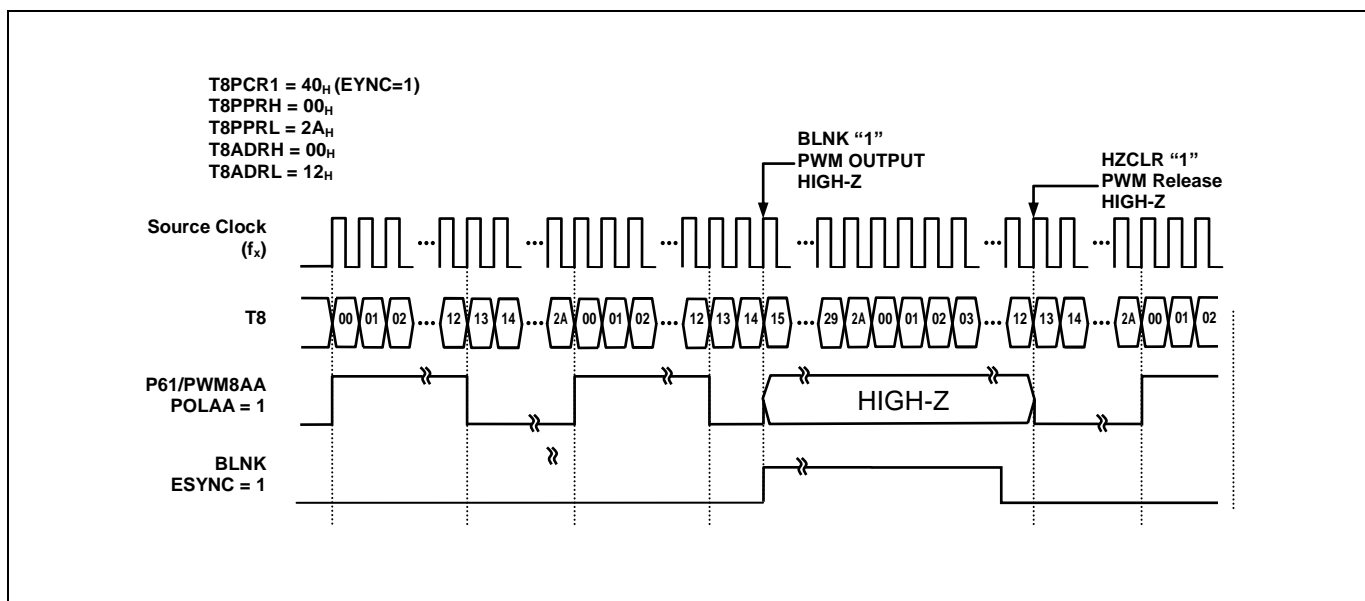 T8PCR1 = 40H (EYNC=1)
T8PPRH = 00H
T8PPRL = 2AH
T8ADRH = 00H
T8ADRL = 12H
BLNK “1”
PWM OUTPUT
HIGH-Z
HZCLR “1”
PWM Release
HIGH-Z
Source Clock
(fx)
... ... ... ... ... ...
T8
00 01 02 ... 12 13 14 ... 2A 00 01 02 ... 12 13 14 15 ... 29 2A 00 01 02 03 ... 12 13 14 ... 2A 00 01 02
P61/PWM8AA
POLAA = 1
HIGH-Z
BLNK
ESYNC = 1